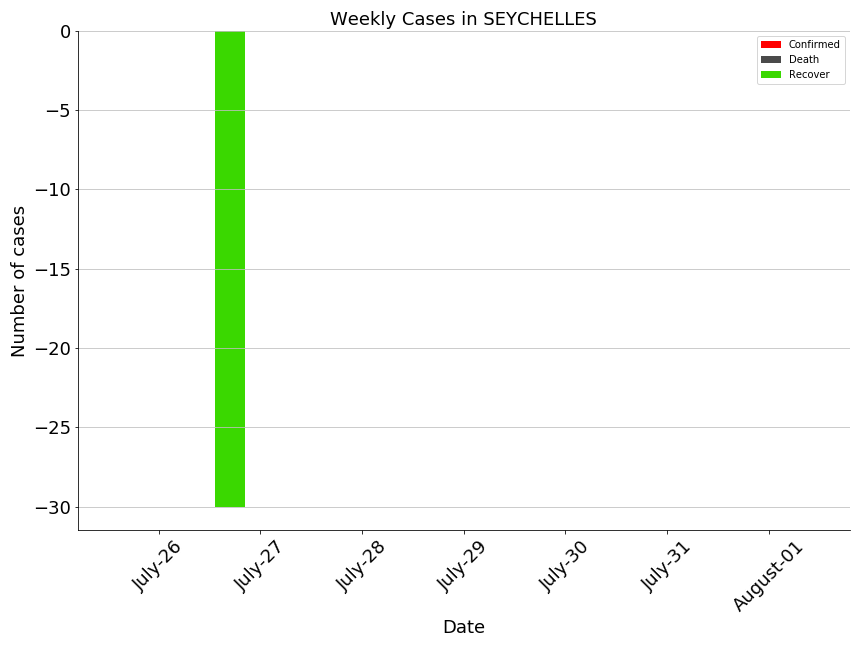 Weekly Cases in SEYCHELLES
Confirmed
Death
Recover
Number of cases
0
−5
−10
−15
−20
−25
−30
July-26
July-27
July-28
July-29
July-30
July-31
August-01
Date